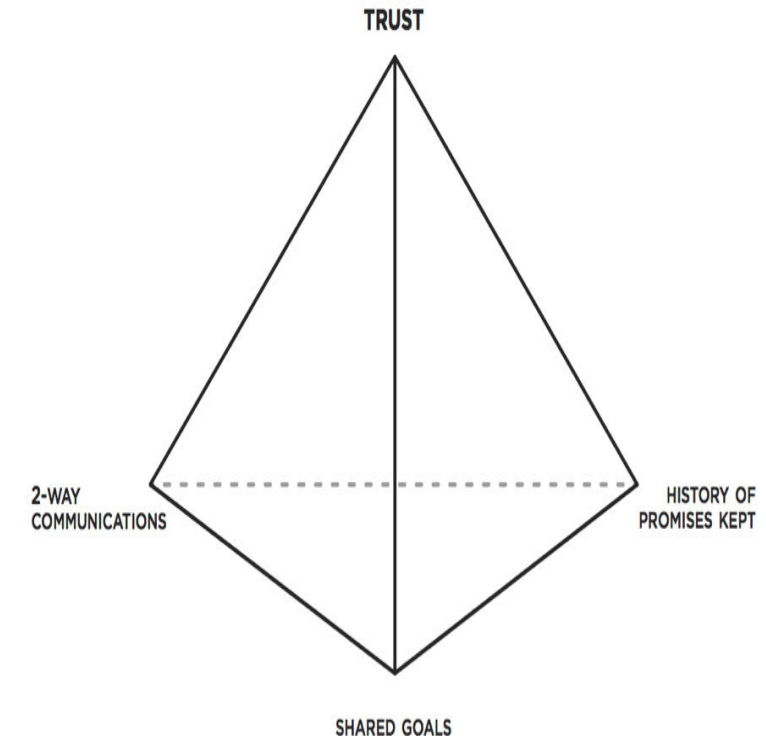 TRUST
2-WAY
COMMUNICATIONS
HISTORY OF
PROMISES KEPT
SHARED GOALS